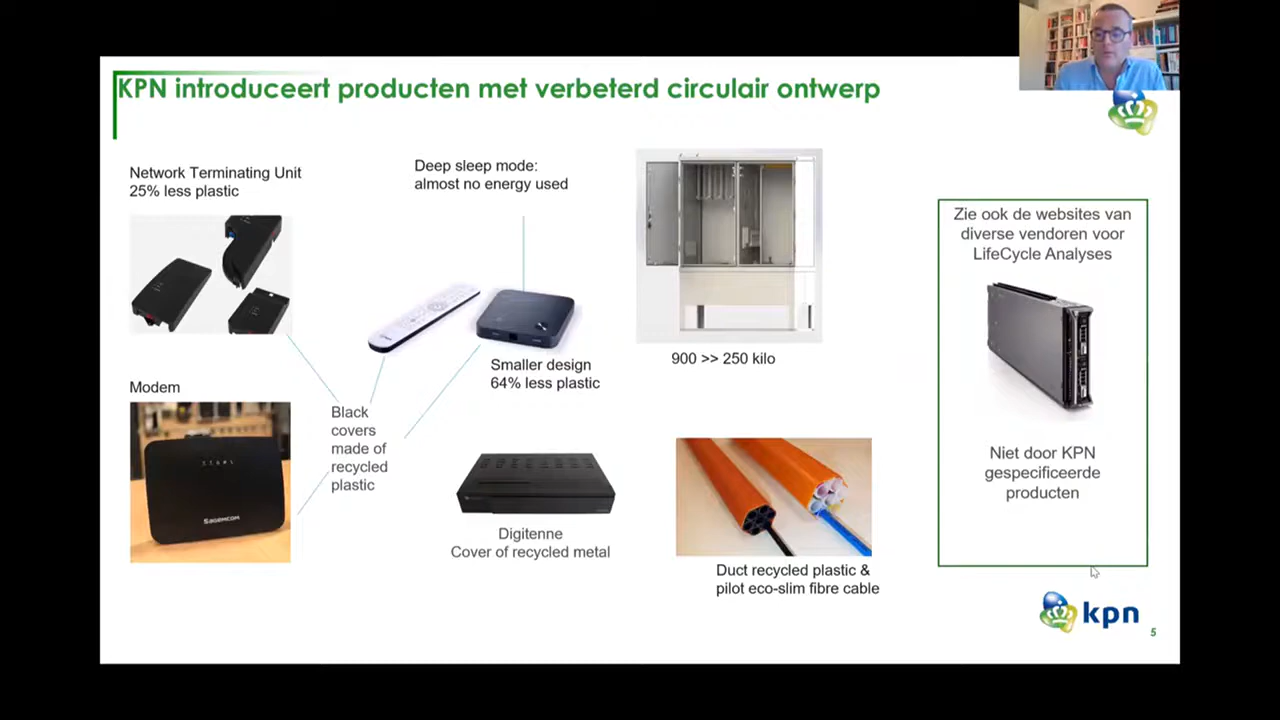 KPN introduceert producten met verbeterd circulair ontwerp
Network Terminating Unit
25% less plastic
Deep sleep mode:
almost no energy used
Smaller design
64% less plastic
900 >> 250 kilo
Modem
SAGEMCOM
Black
covers
made of
recycled
plastic
Digitenne
Cover of recycled metal
Duct recycled plastic &
pilot eco-slim fibre cable
Zie ook de websites van
diverse vendoren voor
LifeCycle Analyses
Niet door KPN
gespecificeerde
producten
kpn
5